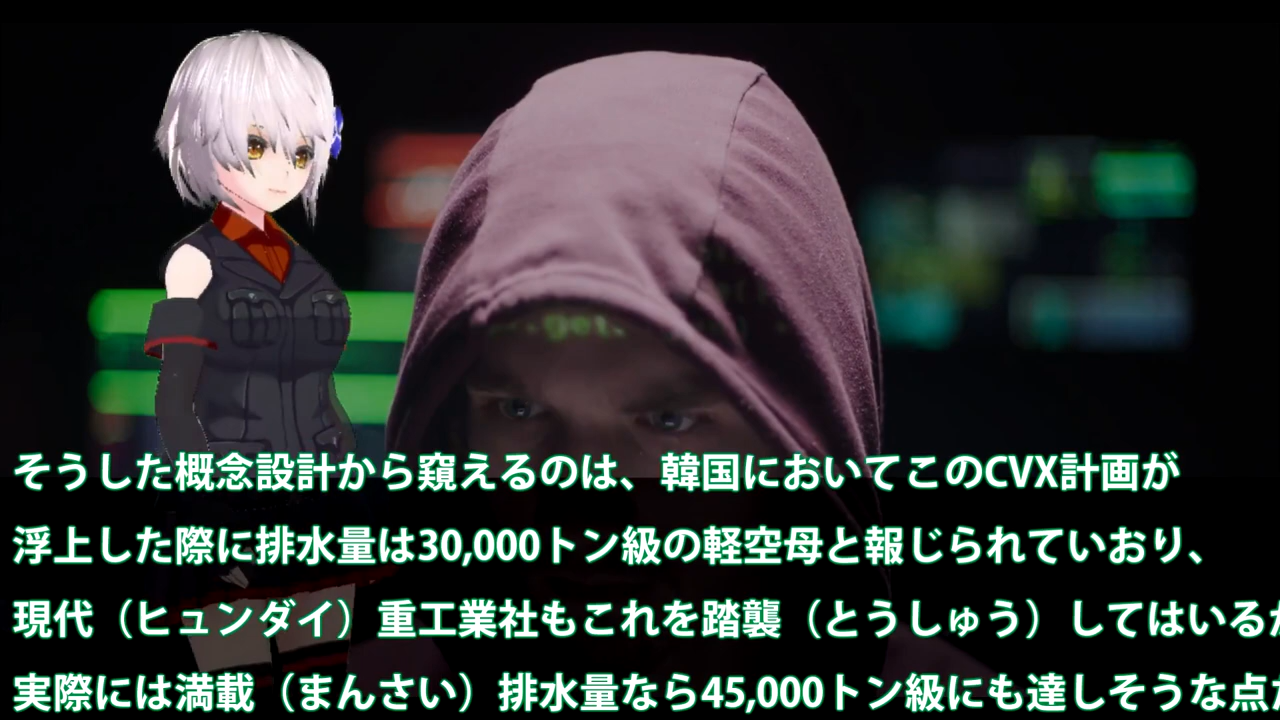 .get.
そうした概念設計から窺えるのは、韓国においてこのCVX計画が
浮上した際に排水量は30,000トン級の軽空母と報じられていおり、
現代（ヒュンダイ）重工業社もこれを踏襲（とうしゅう）してはいるが
実際には満載（まんさい）排水量なら45,000トン級にも達しそうな点が